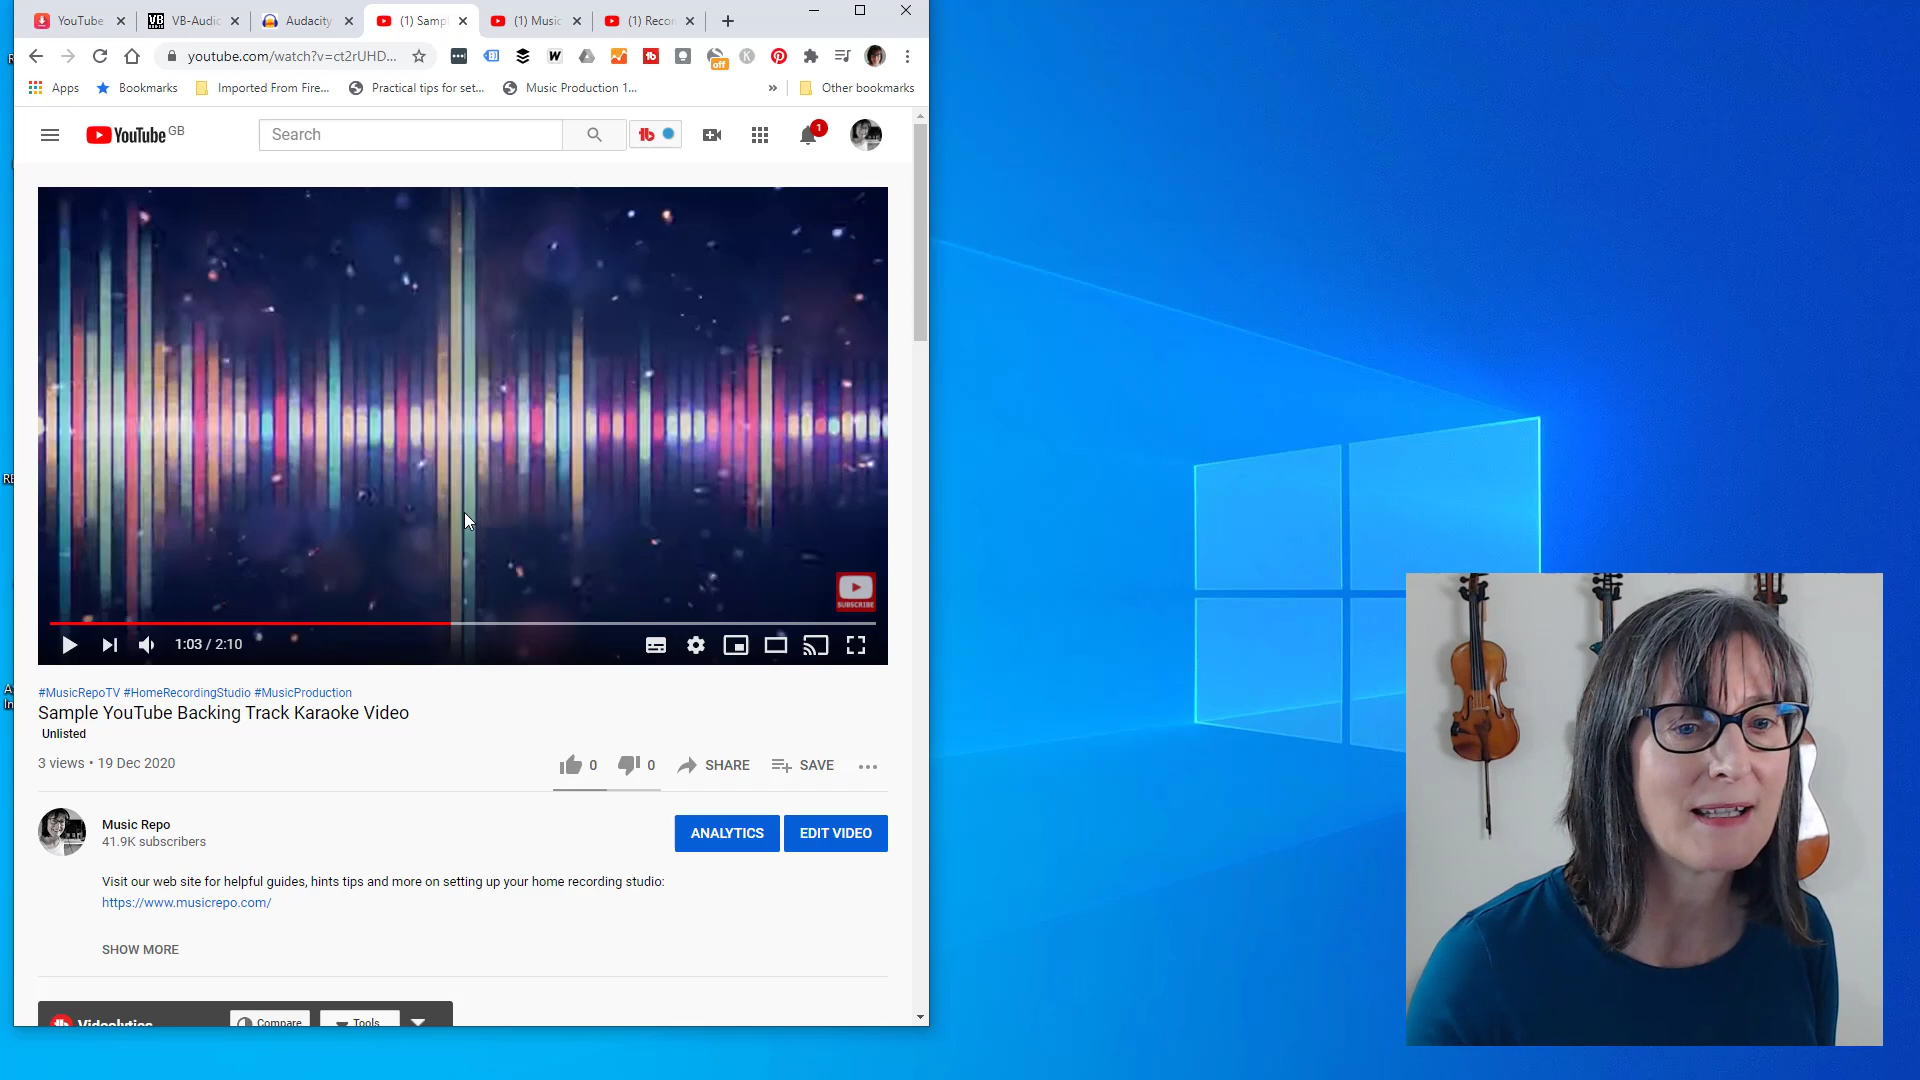 YouTube
VB-Audio
Audacity
(1) Samp
(1) Music
(1) Recor
youtube.com/watch?v=ct2rUHD...
off
Apps
Bookmarks
Imported From Fire...
Practical tips for set...
Music Production 1...
»
Other bookmarks
YouTube GB
Search
tb
1
SUBSCRIBE
1:03 / 2:10
#MusicRepoTV #HomeRecordingStudio #MusicProduction
Sample YouTube Backing Track Karaoke Video
Unlisted
3 views • 19 Dec 2020
0
0
SHARE
SAVE
Music Repo
41.9K subscribers
ANALYTICS
EDIT VIDEO
Visit our web site for helpful guides, hints tips and more on setting up your home recording studio:
https://www.musicrepo.com/
SHOW MORE
Videolytics
Compare
Tools